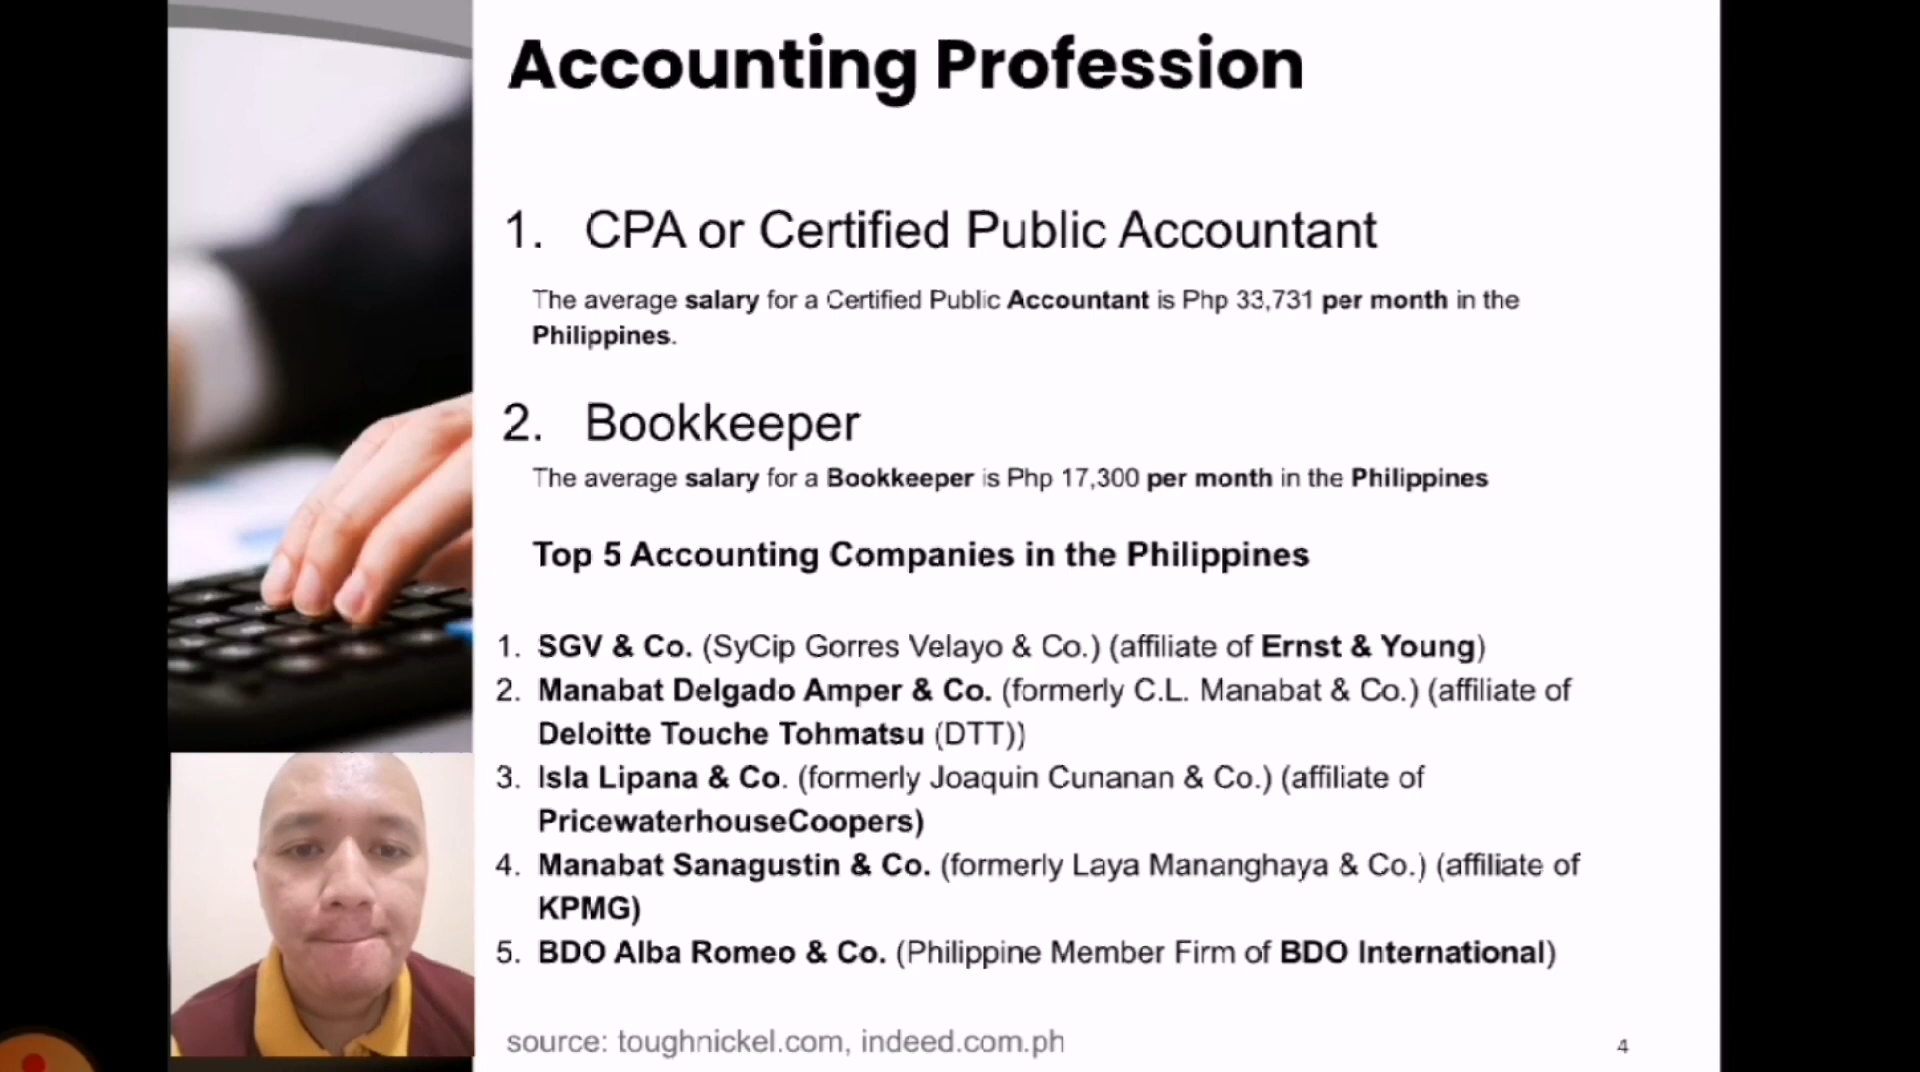 Accounting Profession
1. CPA or Certified Public Accountant
The average salary for a Certified Public Accountant is Php 33,731 per month in the
Philippines.
2. Bookkeeper
The average salary for a Bookkeeper is Php 17,300 per month in the Philippines
Top 5 Accounting Companies in the Philippines
1. SGV & Co. (SyCip Gorres Velayo & Co.) (affiliate of Ernst & Young)
2. Manabat Delgado Amper & Co. (formerly C.L. Manabat & Co.) (affiliate of
Deloitte Touche Tohmatsu (DTT))
3. Isla Lipana & Co. (formerly Joaquin Cunanan & Co.) (affiliate of
PricewaterhouseCoopers)
4. Manabat Sanagustin & Co. (formerly Laya Mananghaya & Co.) (affiliate of
KPMG)
5. BDO Alba Romeo & Co. (Philippine Member Firm of BDO International)
source: toughnickel.com, indeed.com.ph
4